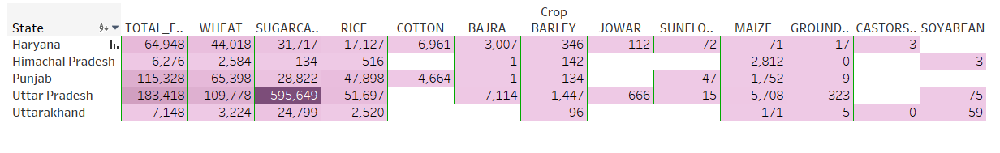 Crop
State TOTAL_F.. WHEAT SUGARCA.. RICE COTTON BAJRA BARLEY JOWAR SUNFLO.. MAIZE GROUND.. CASTORS.. SOYABEAN
Haryana 64,948 44,018 31,717 17,127 6,961 3,007 346 112 72 71 17 3
Himachal Pradesh 6,276 2,584 134 516 1 142 2,812 0 3
Punjab 115,328 65,398 28,822 47,898 4,664 1 134 47 1,752 9
Uttar Pradesh 183,418 109,778 595,649 51,697 7,114 1,447 666 15 5,708 323 75
Uttarakhand 7,148 3,224 24,799 2,520 96 171 5 0 59